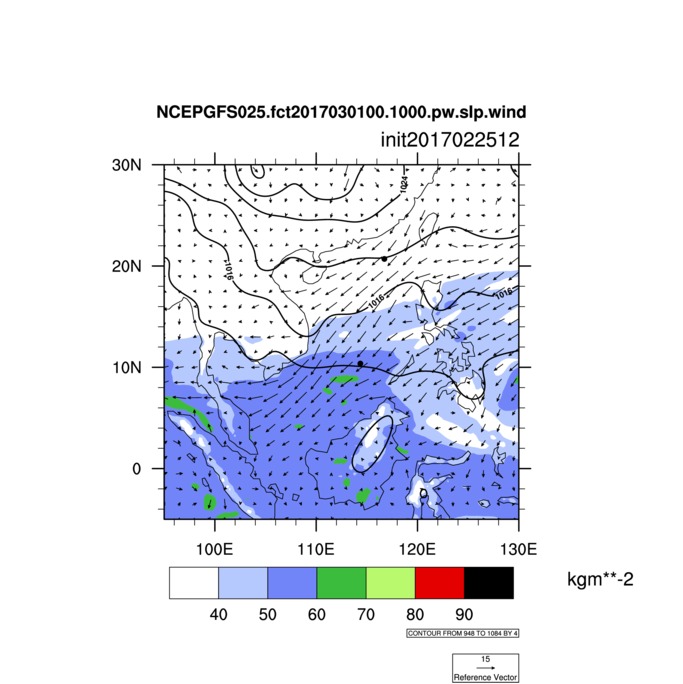 NCEPGFS025.fct2017030100.1000.pw.slp.wind
init2017022512
30N
20N
10N
0
1024
1016
1016
1016
100E 110E 120E 130E
kgm**-2
40 50 60 70 80 90
CONTOUR FROM 948 TO 1084 BY 4
15
Reference Vector